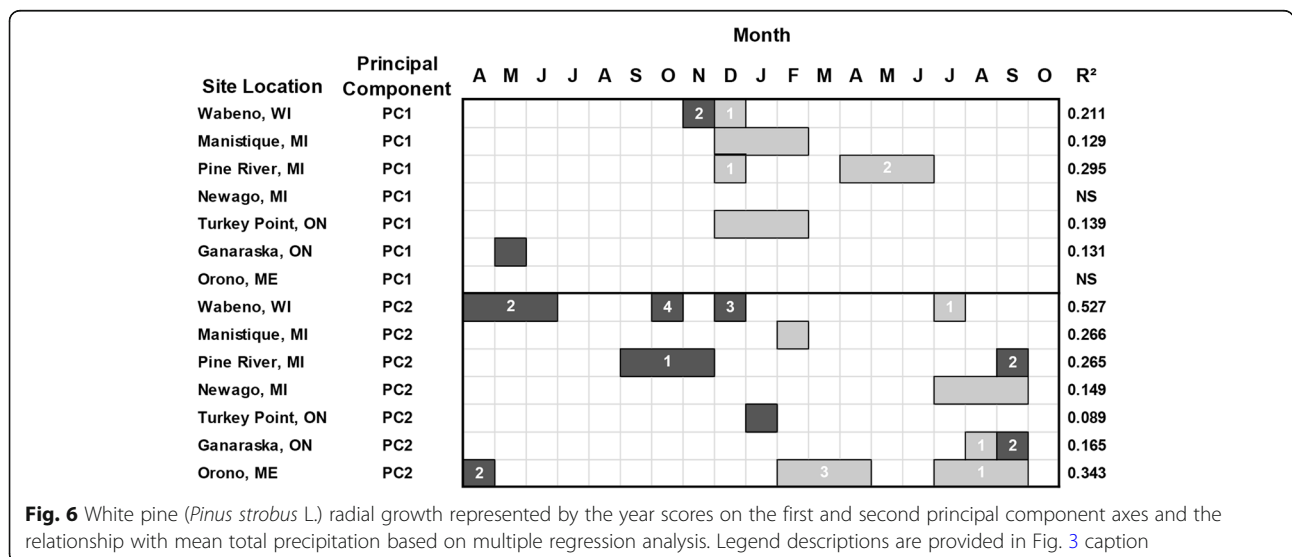 Month
Site Location Principal Component A M J J A S O N D J F M A M J J A S O R²
Wabeno, WI PC1 2 1 0.211
Manistique, MI PC1 0.129
Pine River, MI PC1 1 2 0.295
Newago, MI PC1 NS
Turkey Point, ON PC1 0.139
Ganaraska, ON PC1 0.131
Orono, ME PC1 NS
Wabeno, WI PC2 2 4 3 1 0.527
Manistique, MI PC2 0.266
Pine River, MI PC2 1 2 0.265
Newago, MI PC2 0.149
Turkey Point, ON PC2 0.089
Ganaraska, ON PC2 1 2 0.165
Orono, ME PC2 2 3 1 0.343
Fig. 6 White pine (Pinus strobus L.) radial growth represented by the year scores on the first and second principal component axes and the
relationship with mean total precipitation based on multiple regression analysis. Legend descriptions are provided in Fig. 3 caption